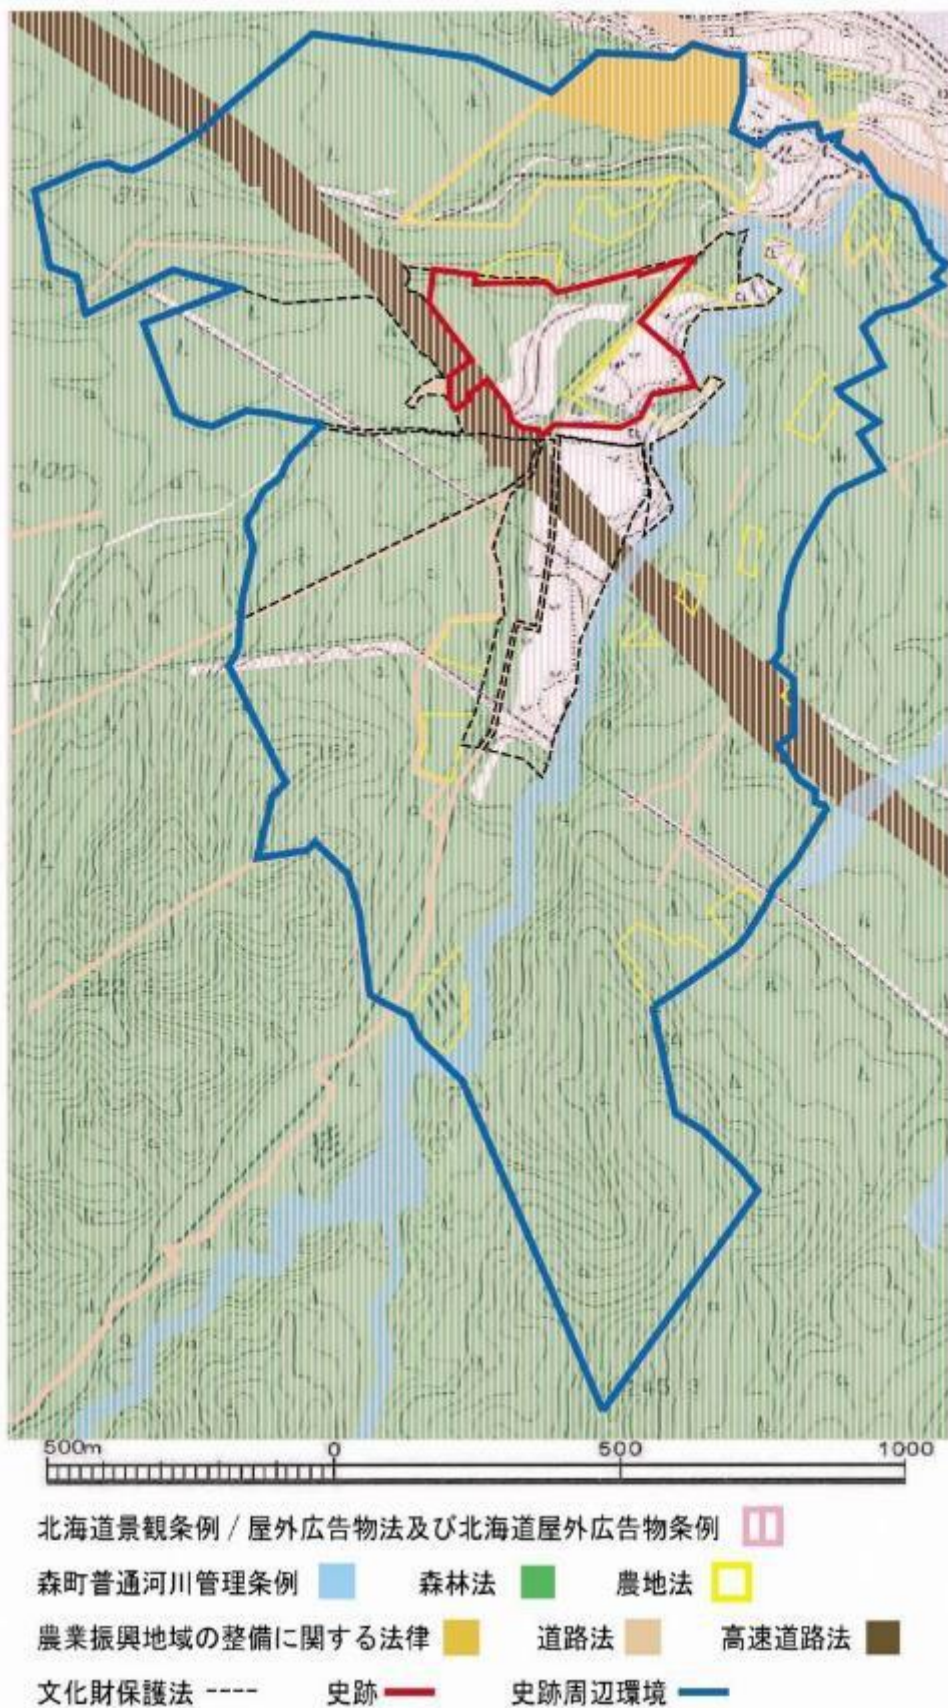 500m 0 500 1000
北海道景観条例 / 屋外広告物法及び北海道屋外広告物条例
森町普通河川管理条例 森林法 農地法
農業振興地域の整備に関する法律 道路法 高速道路法
文化財保護法 史跡 史跡周辺環境